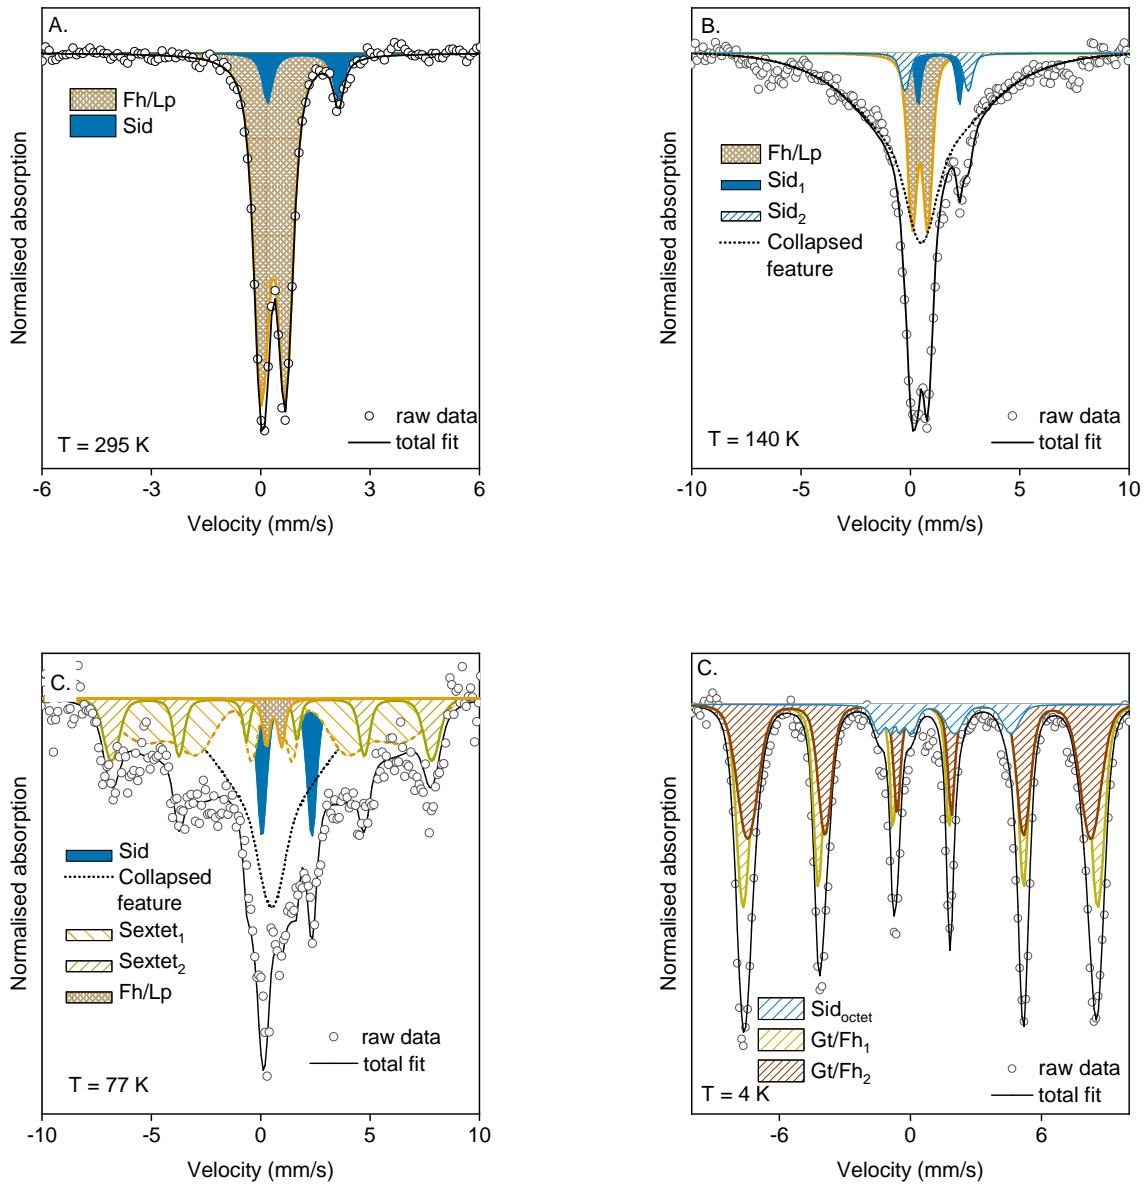 A.
Normalised absorption
Fh/Lp
Sid
raw data
total fit
T = 295 K
-6 -3 0 3 6
Velocity (mm/s)
B.
Normalised absorption
Fh/Lp
Sid1
Sid2
Collapsed
feature
raw data
total fit
T = 140 K
-10 -5 0 5 10
Velocity (mm/s)
C.
Normalised absorption
Sid
Collapsed
feature
Sextet1
Sextet2
Fh/Lp
raw data
total fit
T = 77 K
-10 -5 0 5 10
Velocity (mm/s)
C.
Normalised absorption
Sidoctet
Gt/Fh1
Gt/Fh2
raw data
total fit
T = 4 K
-6 0 6
Velocity (mm/s)